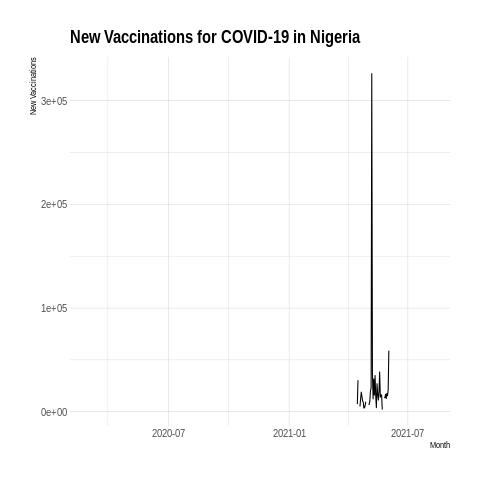 New Vaccinations for COVID-19 in Nigeria
New Vaccinations
3e+05
2e+05
1e+05
0e+00
2020-07
2021-01
2021-07
Month